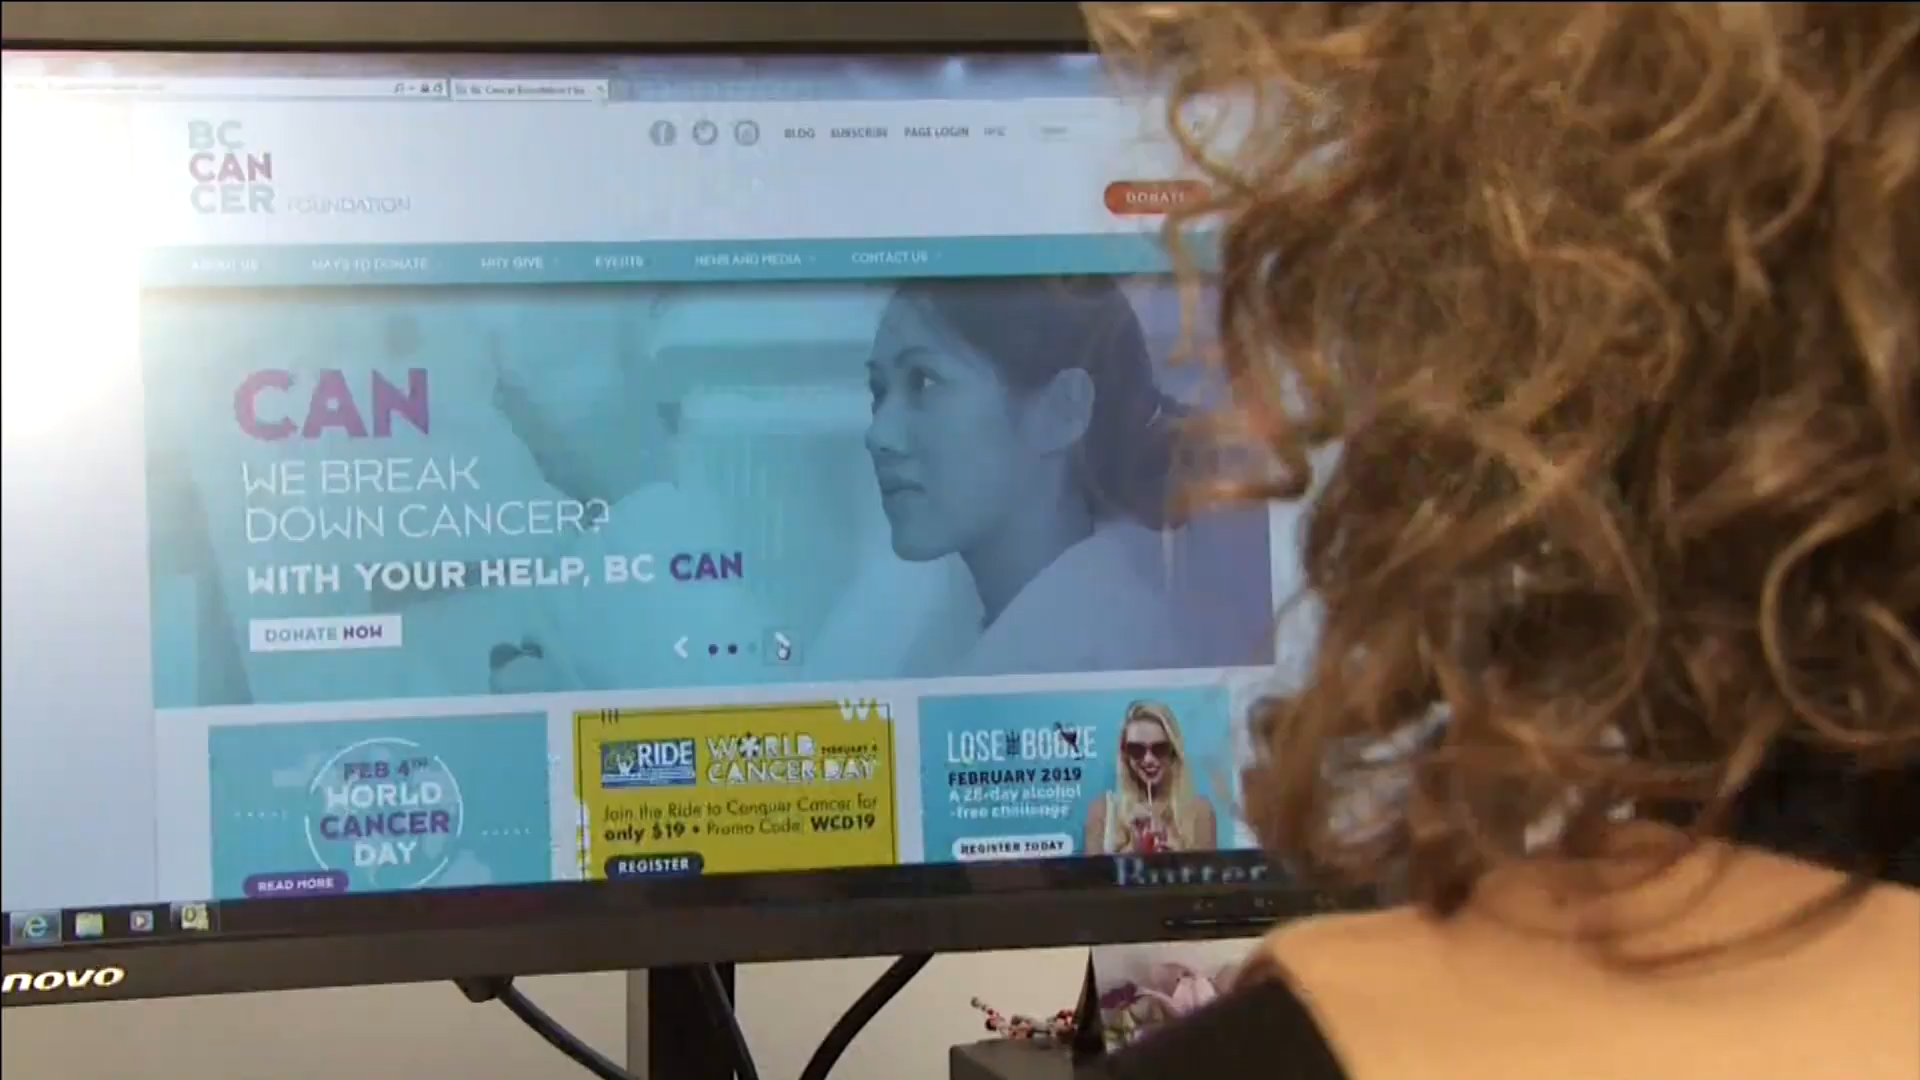 BC
CAN
CER FOUNDATION
BLOG SUBSCRIBE PAGE LOGIN
DONATE
ABOUT US WAYS TO DONATE WHY GIVE EVENTS NEWS AND MEDIA CONTACT US
CAN
WE BREAK
DOWN CANCER?
WITH YOUR HELP, BC CAN
DONATE NOW
FEB 4TH
WORLD
CANCER
DAY
READ MORE
RIDE WORLD
CANCER DAY
FEBRUARY 4
Join the Ride to Conquer Cancer for
only $19 • Promo Code: WCD19
REGISTER
LOSE THE BOOZE
FEBRUARY 2019
A 28-day alcohol
-free challenge
REGISTER TODAY
novo